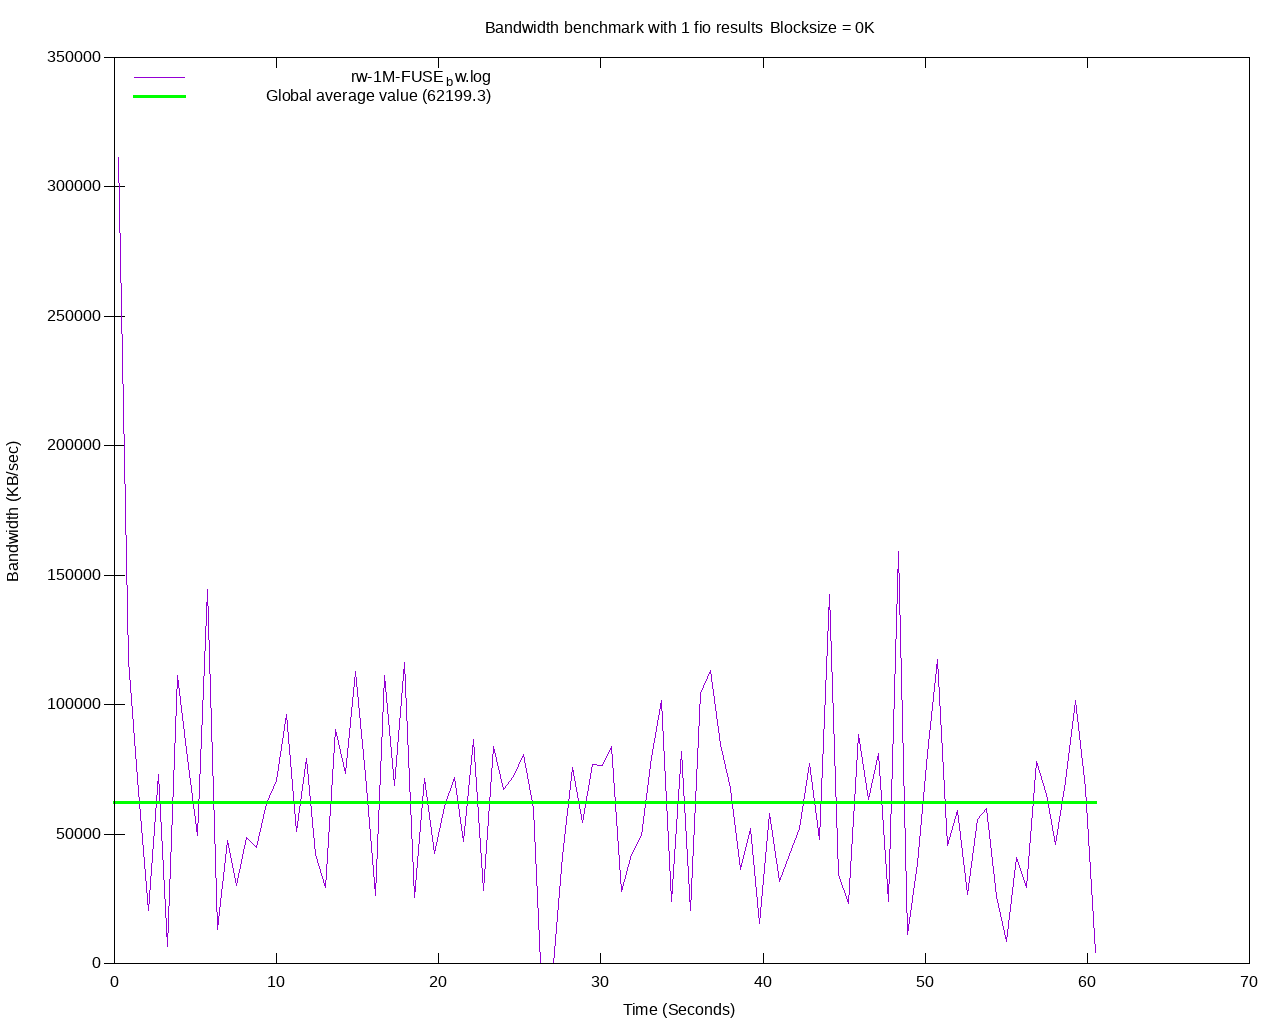 Bandwidth benchmark with 1 fio results Blocksize = 0K
350000
rw-1M-FUSE_bw.log
Global average value (62199.3)
300000
250000
200000
150000
100000
50000
0
Bandwidth (KB/sec)
0 10 20 30 40 50 60 70
Time (Seconds)